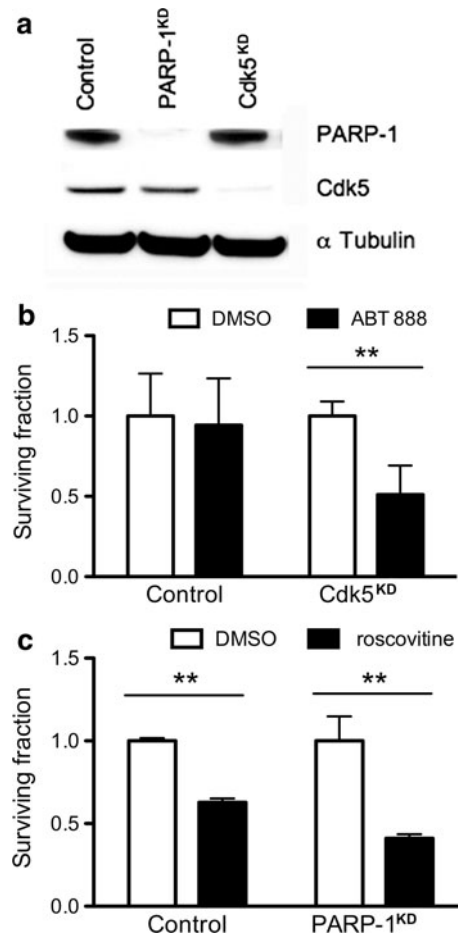 a
Control
PARP-1KD
Cdk5KD
PARP-1
Cdk5
α Tubulin
b
DMSO ABT 888
**
1.5
1.0
0.5
0.0
Surviving fraction
Control Cdk5KD
c
DMSO roscovitine
** **
1.5
1.0
0.5
0.0
Surviving fraction
Control PARP-1KD